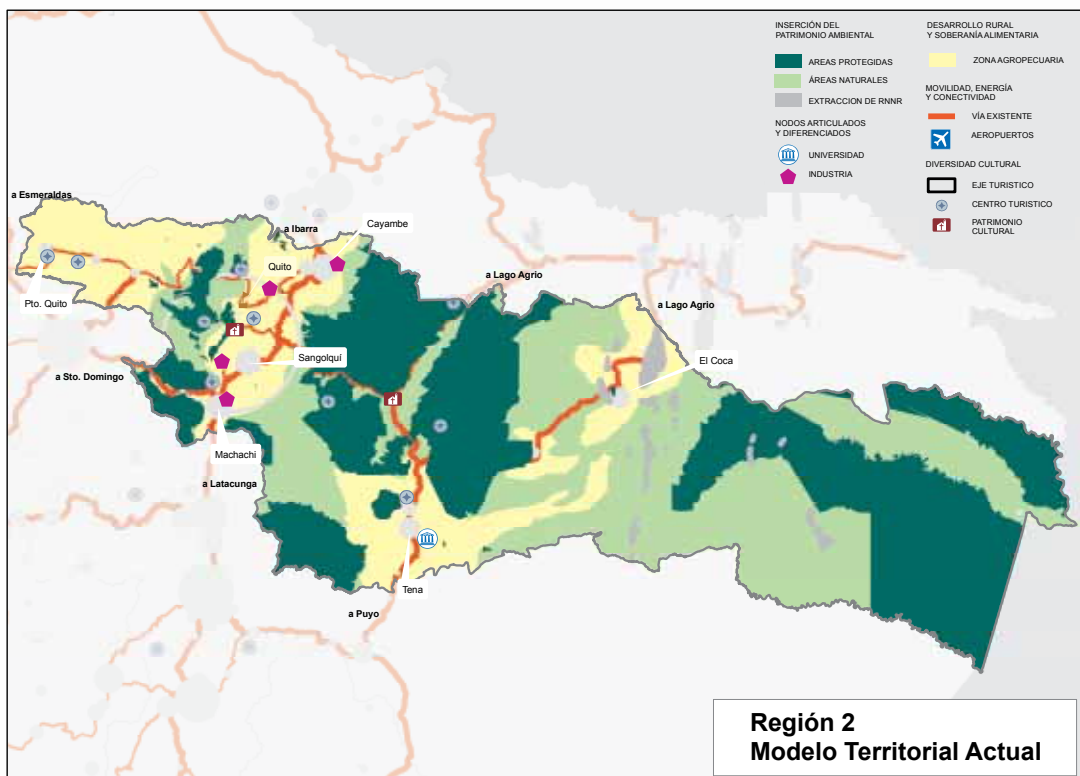 INSERCIÓN DEL
PATRIMONIO AMBIENTAL
AREAS PROTEGIDAS
ÁREAS NATURALES
EXTRACCION DE RNNR
NODOS ARTICULADOS
Y DIFERENCIADOS
UNIVERSIDAD
INDUSTRIA
DESARROLLO RURAL
Y SOBERANÍA ALIMENTARIA
ZONA AGROPECUARIA
MOVILIDAD, ENERGÍA
Y CONECTIVIDAD
VÍA EXISTENTE
AEROPUERTOS
DIVERSIDAD CULTURAL
EJE TURISTICO
CENTRO TURISTICO
PATRIMONIO
CULTURAL
a Esmeraldas
a Ibarra
Cayambe
Quito
a Lago Agrio
a Lago Agrio
Pto. Quito
Sangolquí
El Coca
a Sto. Domingo
Machachi
a Latacunga
Tena
a Puyo
Región 2
Modelo Territorial Actual